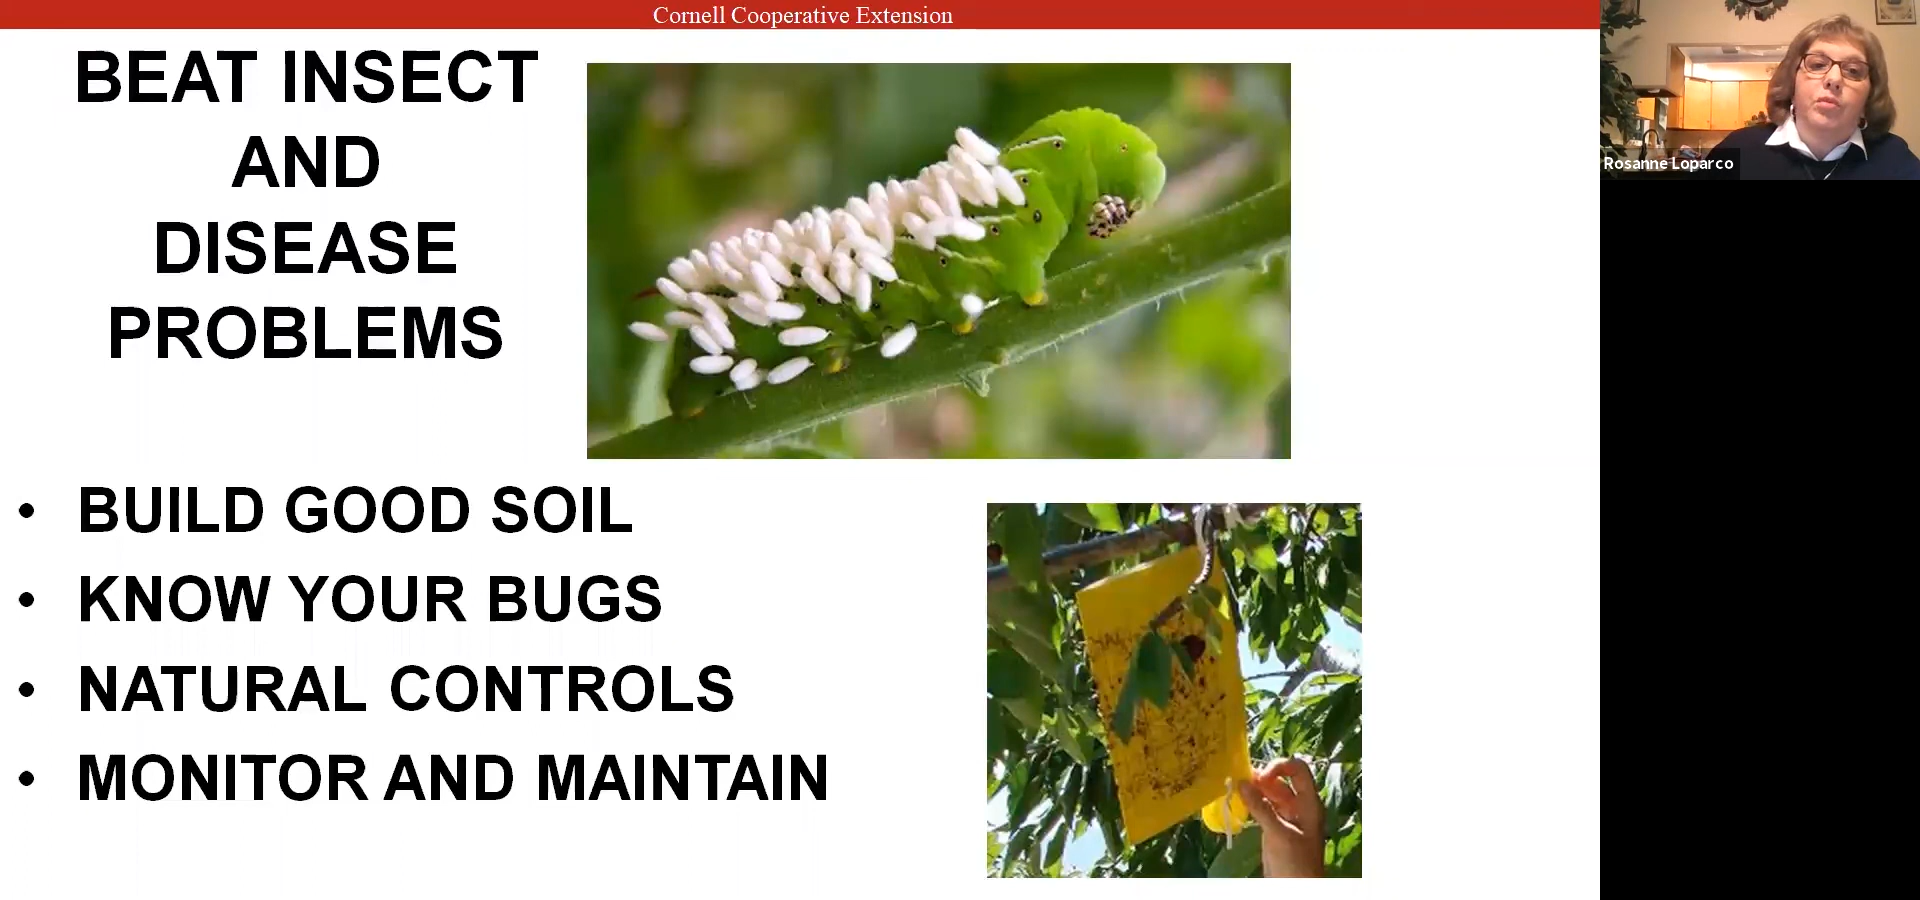 Cornell Cooperative Extension
BEAT INSECT
AND
DISEASE
PROBLEMS
• BUILD GOOD SOIL
• KNOW YOUR BUGS
• NATURAL CONTROLS
• MONITOR AND MAINTAIN
Rosanne Loparco